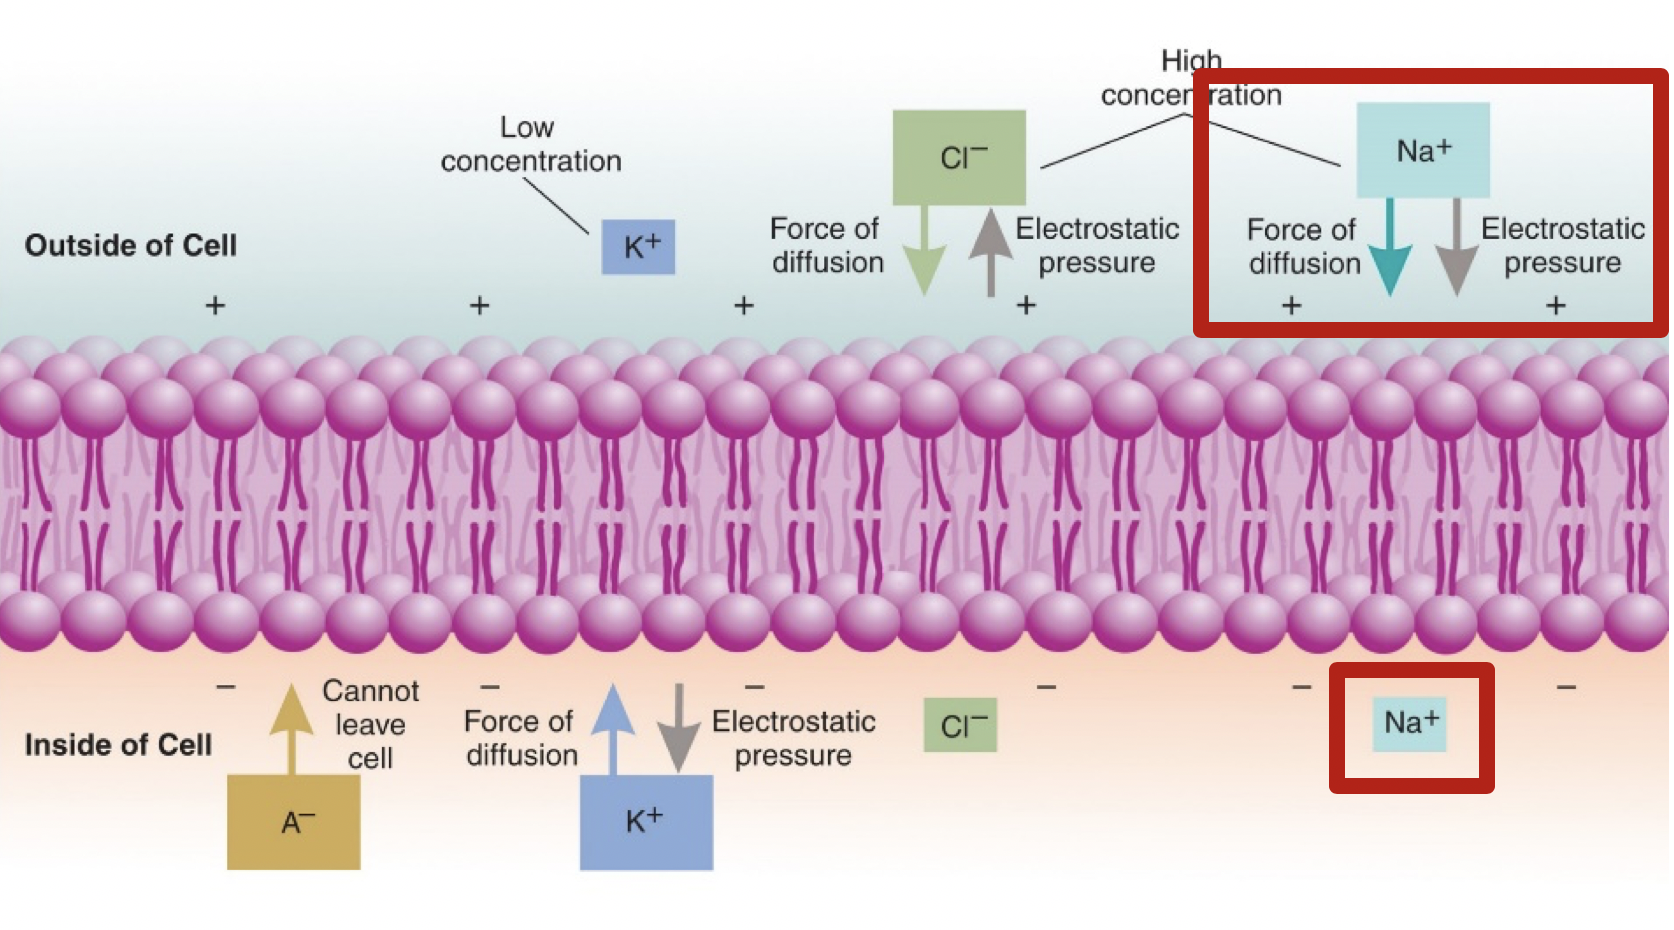 High
concentration
Low
concentration
Cl−
Na+
K+
Outside of Cell
Force of
diffusion
Electrostatic
pressure
Force of
diffusion
Electrostatic
pressure
+ + + + + +
− − − − − −
Inside of Cell
Cannot
leave
cell
Force of
diffusion
Electrostatic
pressure
Cl−
Na+
A−
K+